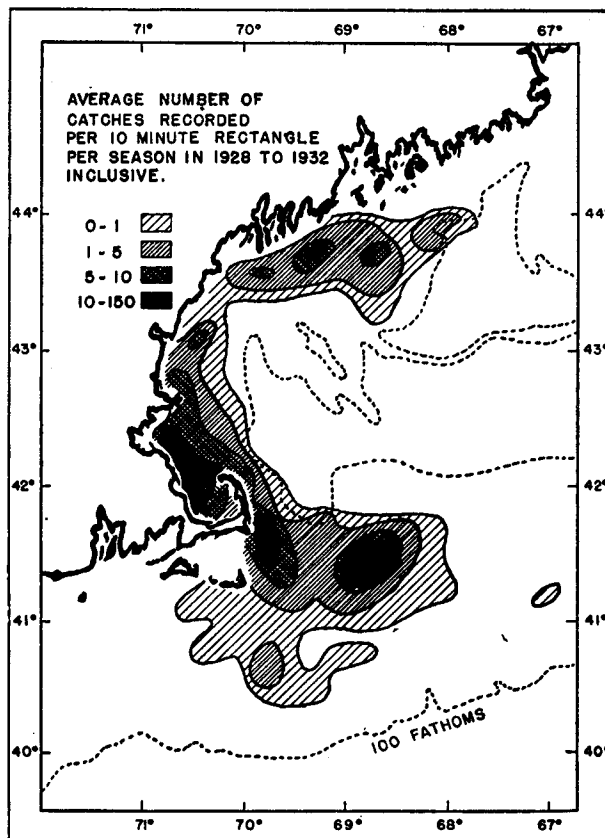 71° 70° 69° 68° 67°
AVERAGE NUMBER OF
CATCHES RECORDED
PER 10 MINUTE RECTANGLE
PER SEASON IN 1928 TO 1932
INCLUSIVE.
0-1
1-5
5-10
10-150
44° 44°
43° 43°
42° 42°
41° 41°
40° 40°
100 FATHOMS
71° 70° 69° 68° 67°